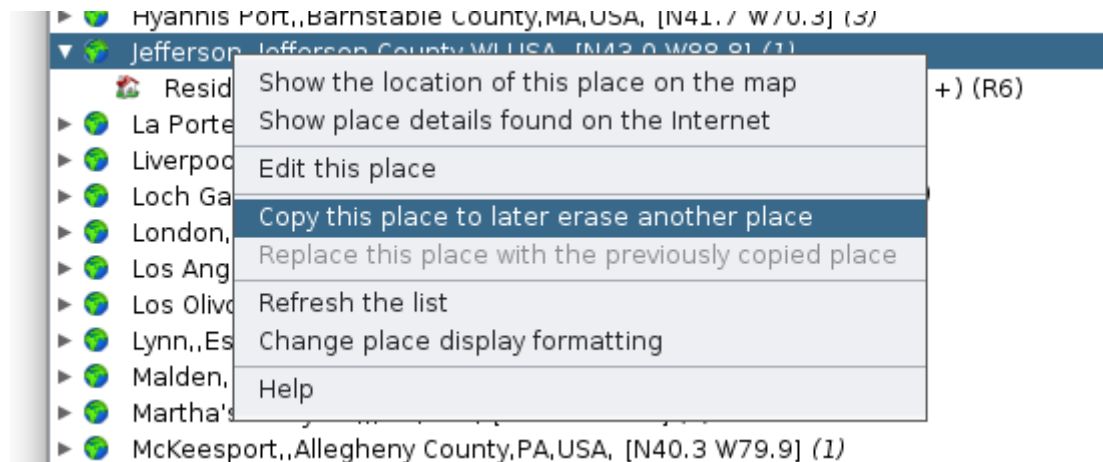 Hyannis Port,,Barnstable County,MA,USA, [N41.7 W70.3] (3)
Jefferson,,Jefferson County,WI,USA, [N43.0 W88.8] (1)
Resid
+) (R6)
Show the location of this place on the map
La Porte
Show place details found on the Internet
Liverpoo
Edit this place
Loch Ga
Copy this place to later erase another place
London,
Replace this place with the previously copied place
Los Ang
Refresh the list
Los Olivo
Change place display formatting
Lynn,,Es
Malden,
Help
Martha's
McKeesport,,Allegheny County,PA,USA, [N40.3 W79.9] (1)